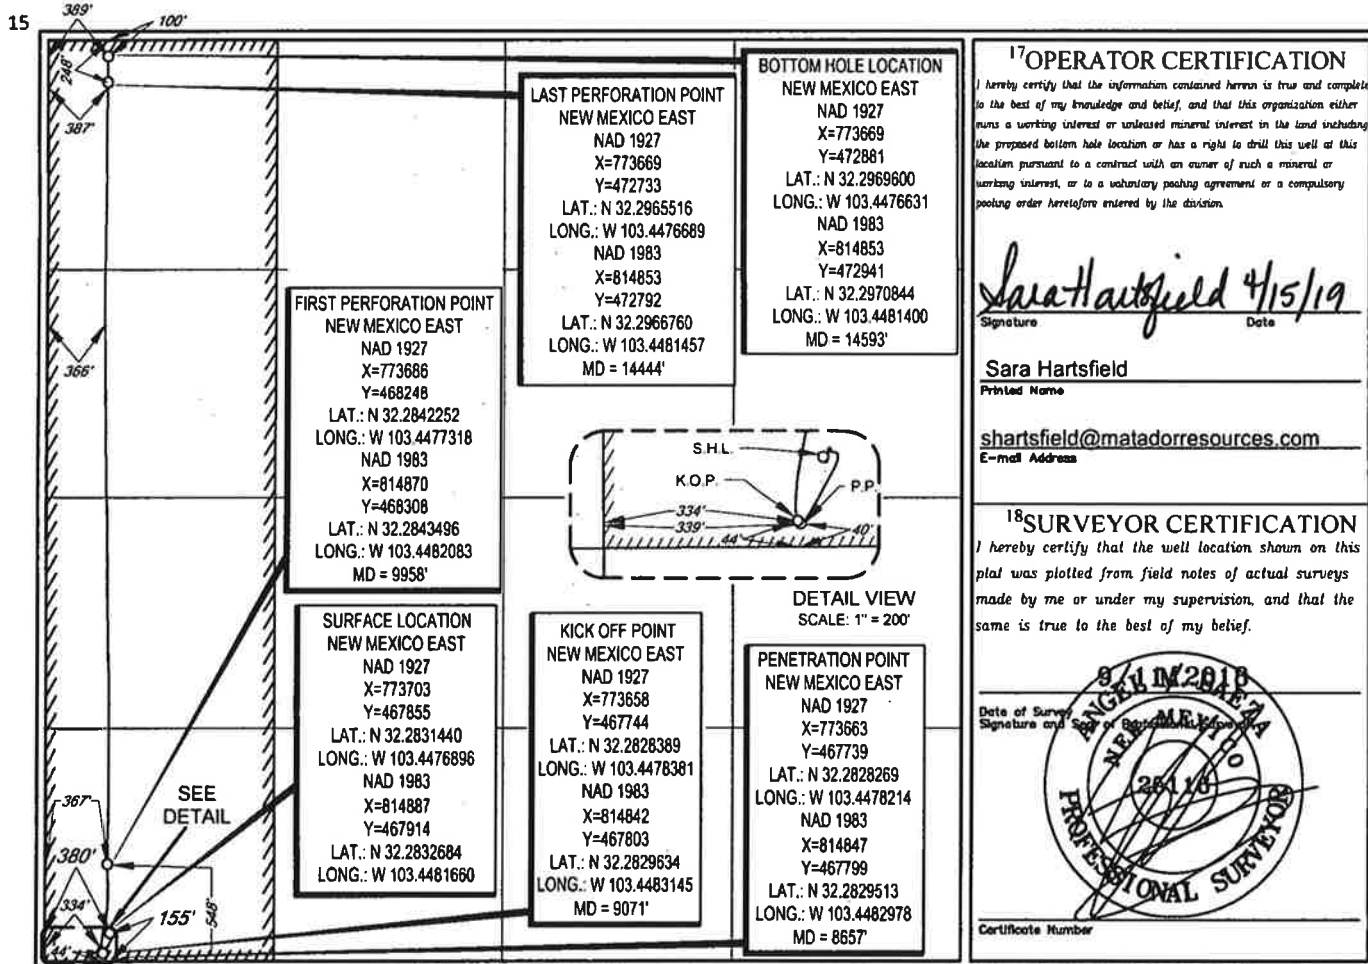 15
389'
100'
248'
387'
366'
367'
380'
334'
44'
155'
548'
SEE
DETAIL
BOTTOM HOLE LOCATION
NEW MEXICO EAST
NAD 1927
X=773669
Y=472881
LAT.: N 32.2969600
LONG.: W 103.4476631
NAD 1983
X=814853
Y=472941
LAT.: N 32.2970844
LONG.: W 103.4481400
MD = 14593'
LAST PERFORATION POINT
NEW MEXICO EAST
NAD 1927
X=773669
Y=472733
LAT.: N 32.2965516
LONG.: W 103.4476689
NAD 1983
X=814853
Y=472792
LAT.: N 32.2966760
LONG.: W 103.4481457
MD = 14444'
FIRST PERFORATION POINT
NEW MEXICO EAST
NAD 1927
X=773686
Y=468248
LAT.: N 32.2842252
LONG.: W 103.4477318
NAD 1983
X=814870
Y=468308
LAT.: N 32.2843496
LONG.: W 103.4482083
MD = 9958'
S.H.L.
K.O.P.
P.P.
334'
339'
44'
40'
DETAIL VIEW
SCALE: 1" = 200'
SURFACE LOCATION
NEW MEXICO EAST
NAD 1927
X=773703
Y=467855
LAT.: N 32.2831440
LONG.: W 103.4476896
NAD 1983
X=814887
Y=467914
LAT.: N 32.2832684
LONG.: W 103.4481660
KICK OFF POINT
NEW MEXICO EAST
NAD 1927
X=773658
Y=467744
LAT.: N 32.2828389
LONG.: W 103.4478381
NAD 1983
X=814842
Y=467803
LAT.: N 32.2829634
LONG.: W 103.4483145
MD = 9071'
PENETRATION POINT
NEW MEXICO EAST
NAD 1927
X=773663
Y=467739
LAT.: N 32.2828269
LONG.: W 103.4478214
NAD 1983
X=814847
Y=467799
LAT.: N 32.2829513
LONG.: W 103.4482978
MD = 8657'
17 OPERATOR CERTIFICATION
I hereby certify that the information contained herein is true and complete
to the best of my knowledge and belief, and that this organization either
owns a working interest or unleased mineral interest in the land including
the proposed bottom hole location or has a right to drill this well at this
location pursuant to a contract with an owner of such a mineral or
working interest, or to a voluntary pooling agreement or a compulsory
pooling order heretofore entered by the division.
Sara Hartsfield 4/15/19
Signature Date
Sara Hartsfield
Printed Name
shartsfield@matadorresources.com
E-mail Address
18 SURVEYOR CERTIFICATION
I hereby certify that the well location shown on this
plat was plotted from field notes of actual surveys
made by me or under my supervision, and that the
same is true to the best of my belief.
Date of Survey
Signature and Seal of Professional Surveyor
ANGEL M. BAEZA
NEW MEXICO
PROFESSIONAL SURVEYOR
Certificate Number